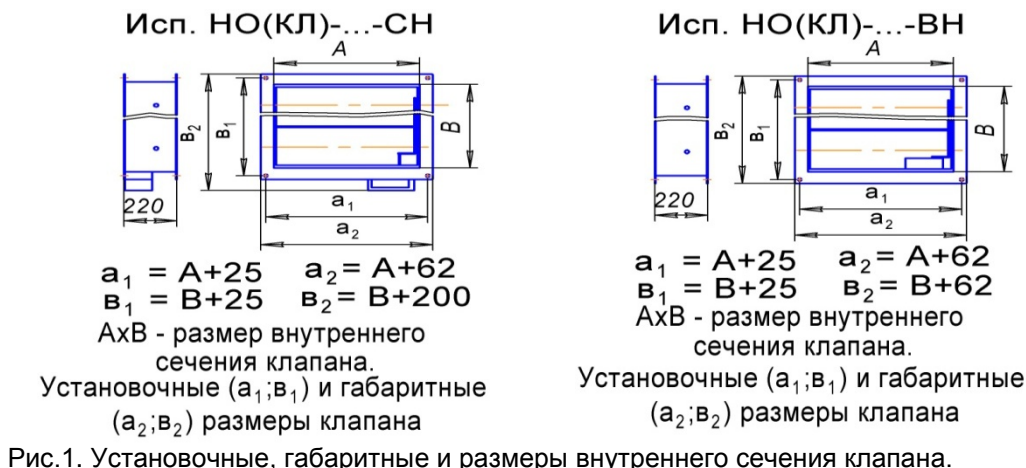 Исп. НО(КЛ)-...-СН
A
в₂
в₁
B
220
a₁
a₂
a₁ = A+25 a₂= A+62
в₁ = B+25 в₂= B+200
АхВ - размер внутреннего
сечения клапана.
Установочные (a₁;в₁) и габаритные
(a₂;в₂) размеры клапана
Исп. НО(КЛ)-...-ВН
A
в₂
в₁
B
220
a₁
a₂
a₁ = A+25 a₂= A+62
в₁ = B+25 в₂= B+62
АхВ - размер внутреннего
сечения клапана.
Установочные (a₁;в₁) и габаритные
(a₂;в₂) размеры клапана
Рис.1. Установочные, габаритные и размеры внутреннего сечения клапана.